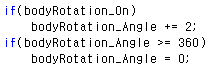 if(bodyRotation_On)
    bodyRotation_Angle += 2;
if(bodyRotation_Angle >= 360)
    bodyRotation_Angle = 0;